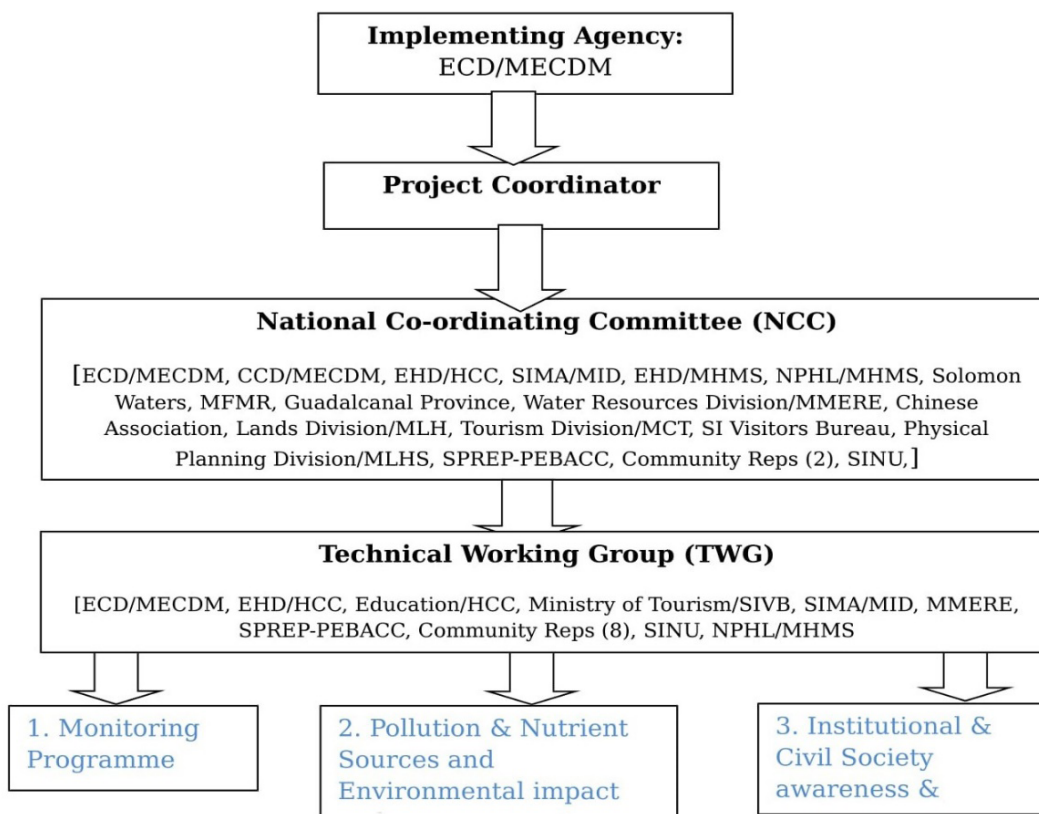 Implementing Agency:
ECD/MECDM
Project Coordinator
National Co-ordinating Committee (NCC)
[ECD/MECDM, CCD/MECDM, EHD/HCC, SIMA/MID, EHD/MHMS, NPHL/MHMS, Solomon
Waters, MFMR, Guadalcanal Province, Water Resources Division/MMERE, Chinese
Association, Lands Division/MLH, Tourism Division/MCT, SI Visitors Bureau, Physical
Planning Division/MLHS, SPREP-PEBACC, Community Reps (2), SINU,]
Technical Working Group (TWG)
[ECD/MECDM, EHD/HCC, Education/HCC, Ministry of Tourism/SIVB, SIMA/MID, MMERE,
SPREP-PEBACC, Community Reps (8), SINU, NPHL/MHMS
1. Monitoring
Programme
2. Pollution & Nutrient
Sources and
Environmental impact
3. Institutional &
Civil Society
awareness &